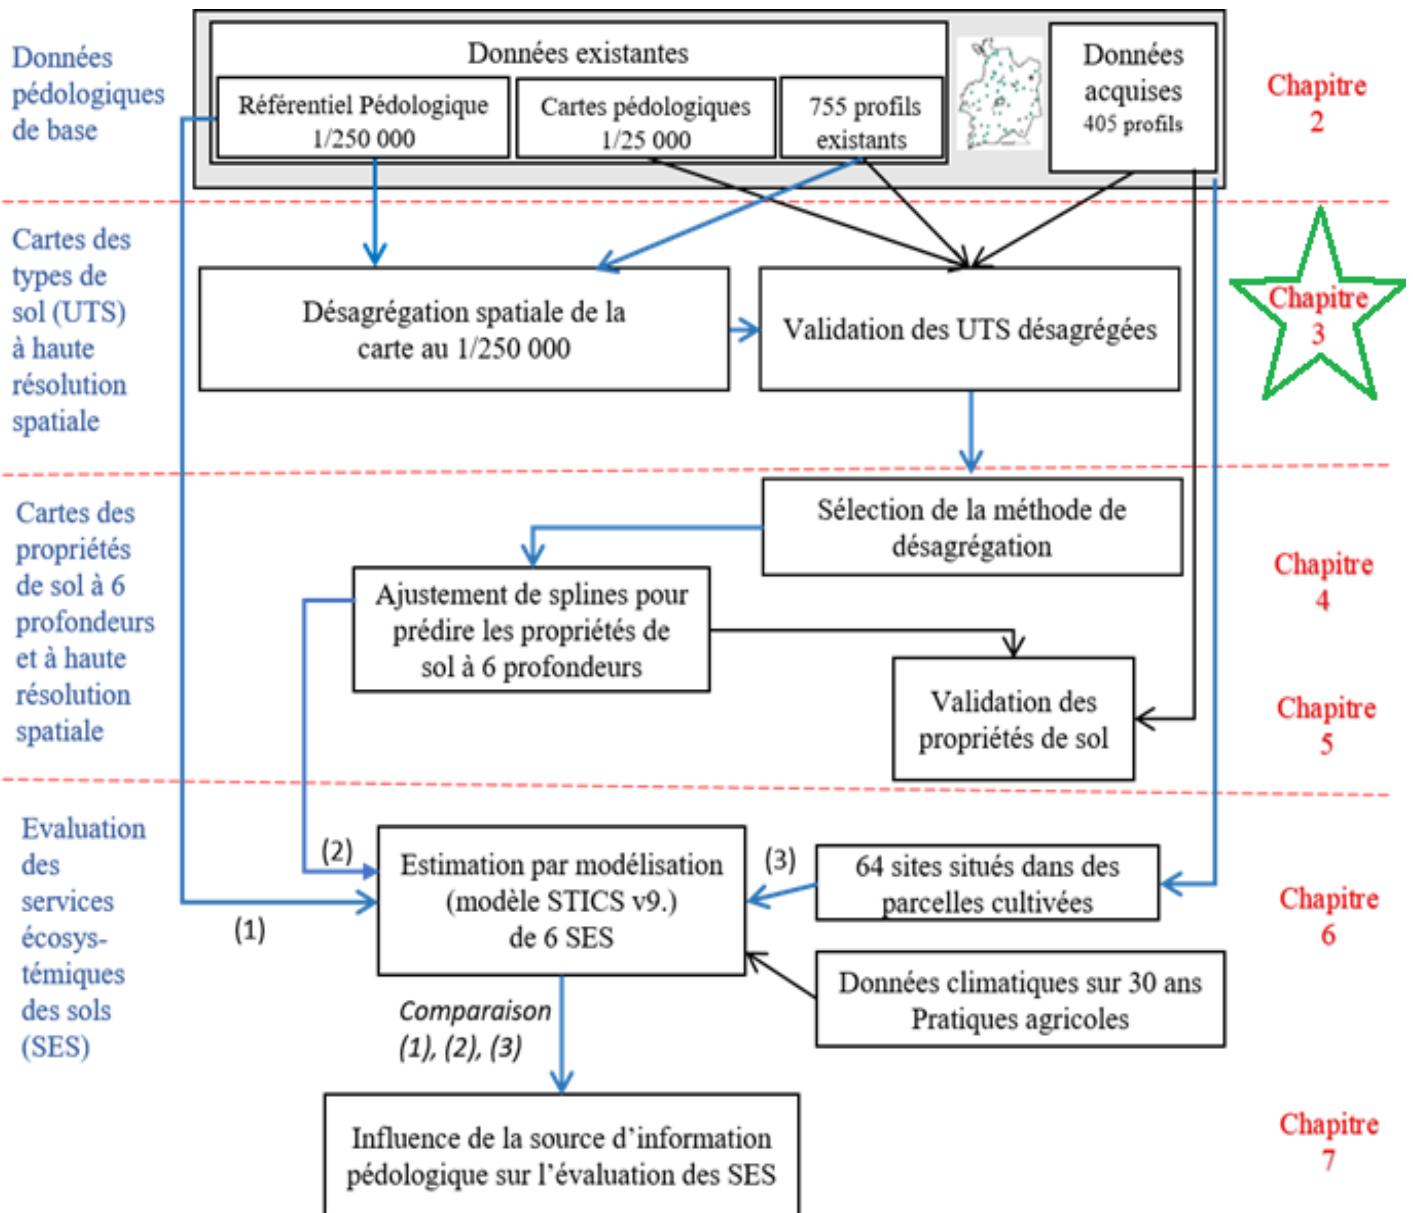 Données
pédologiques
de base
Données existantes
Référentiel Pédologique
1/250 000
Cartes pédologiques
1/25 000
755 profils
existants
Données
acquises
405 profils
Chapitre
2
Cartes des
types de
sol (UTS)
à haute
résolution
spatiale
Désagrégation spatiale de la
carte au 1/250 000
Validation des UTS désagrégées
Chapitre
3
Cartes des
propriétés
de sol à 6
profondeurs
et à haute
résolution
spatiale
Sélection de la méthode de
désagrégation
Ajustement de splines pour
prédire les propriétés de
sol à 6 profondeurs
Chapitre
4
Validation des
propriétés de sol
Chapitre
5
Evaluation
des
services
écosys-
témiques
des sols
(SES)
(1)
(2)
Estimation par modélisation
(modèle STICS v9.)
de 6 SES
(3)
64 sites situés dans des
parcelles cultivées
Données climatiques sur 30 ans
Pratiques agricoles
Chapitre
6
Comparaison
(1), (2), (3)
Influence de la source d’information
pédologique sur l’évaluation des SES
Chapitre
7